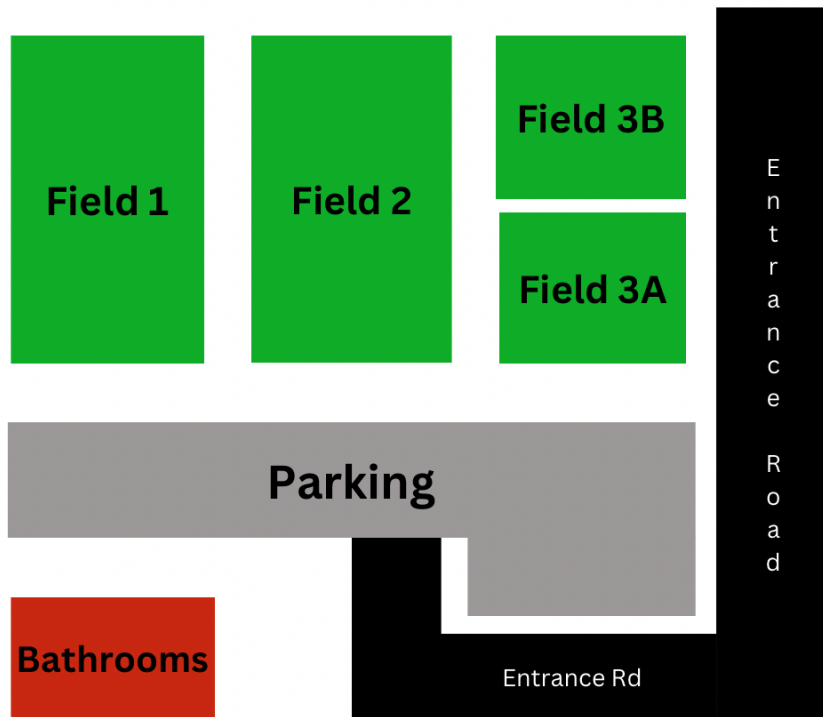 Field 1
Field 2
Field 3B
Field 3A
Entrance Road
Parking
Bathrooms
Entrance Rd